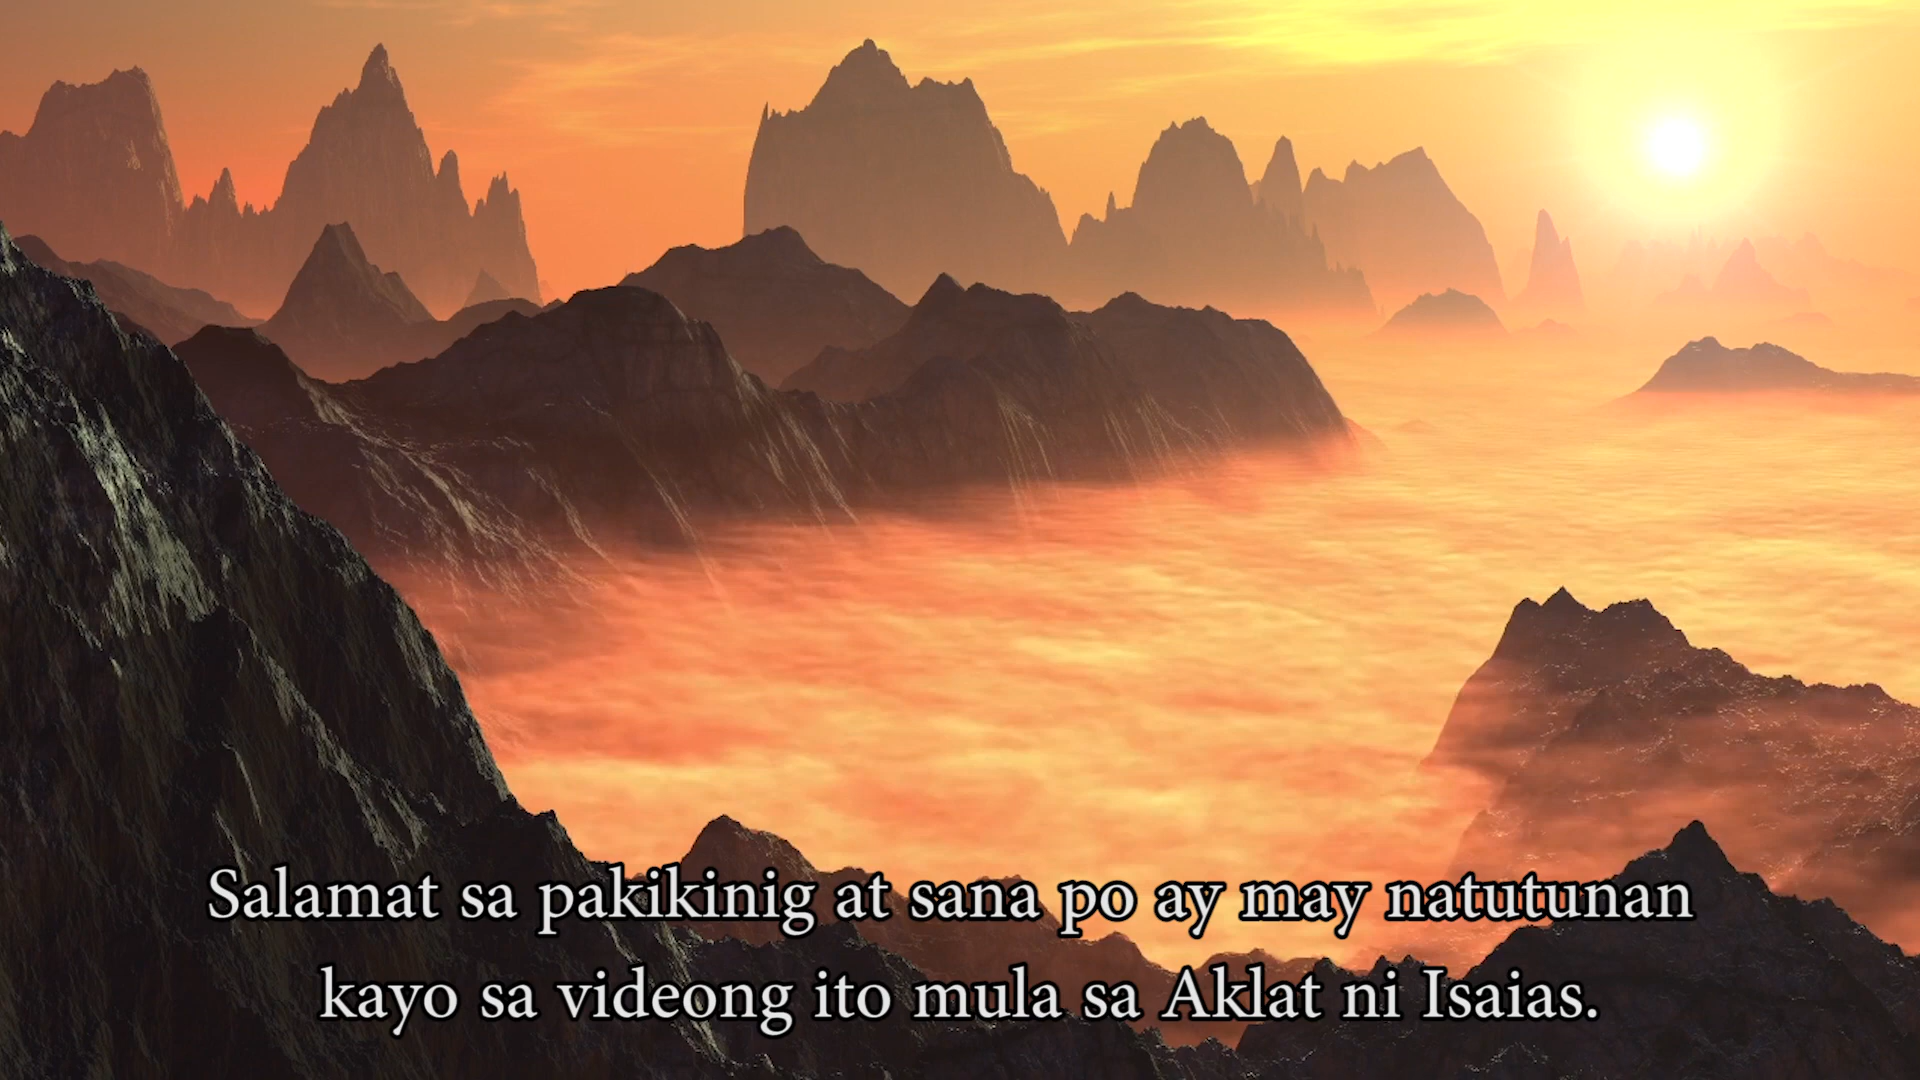 Salamat sa pakikinig at sana po ay may natutunan
kayo sa videong ito mula sa Aklat ni Isaias.